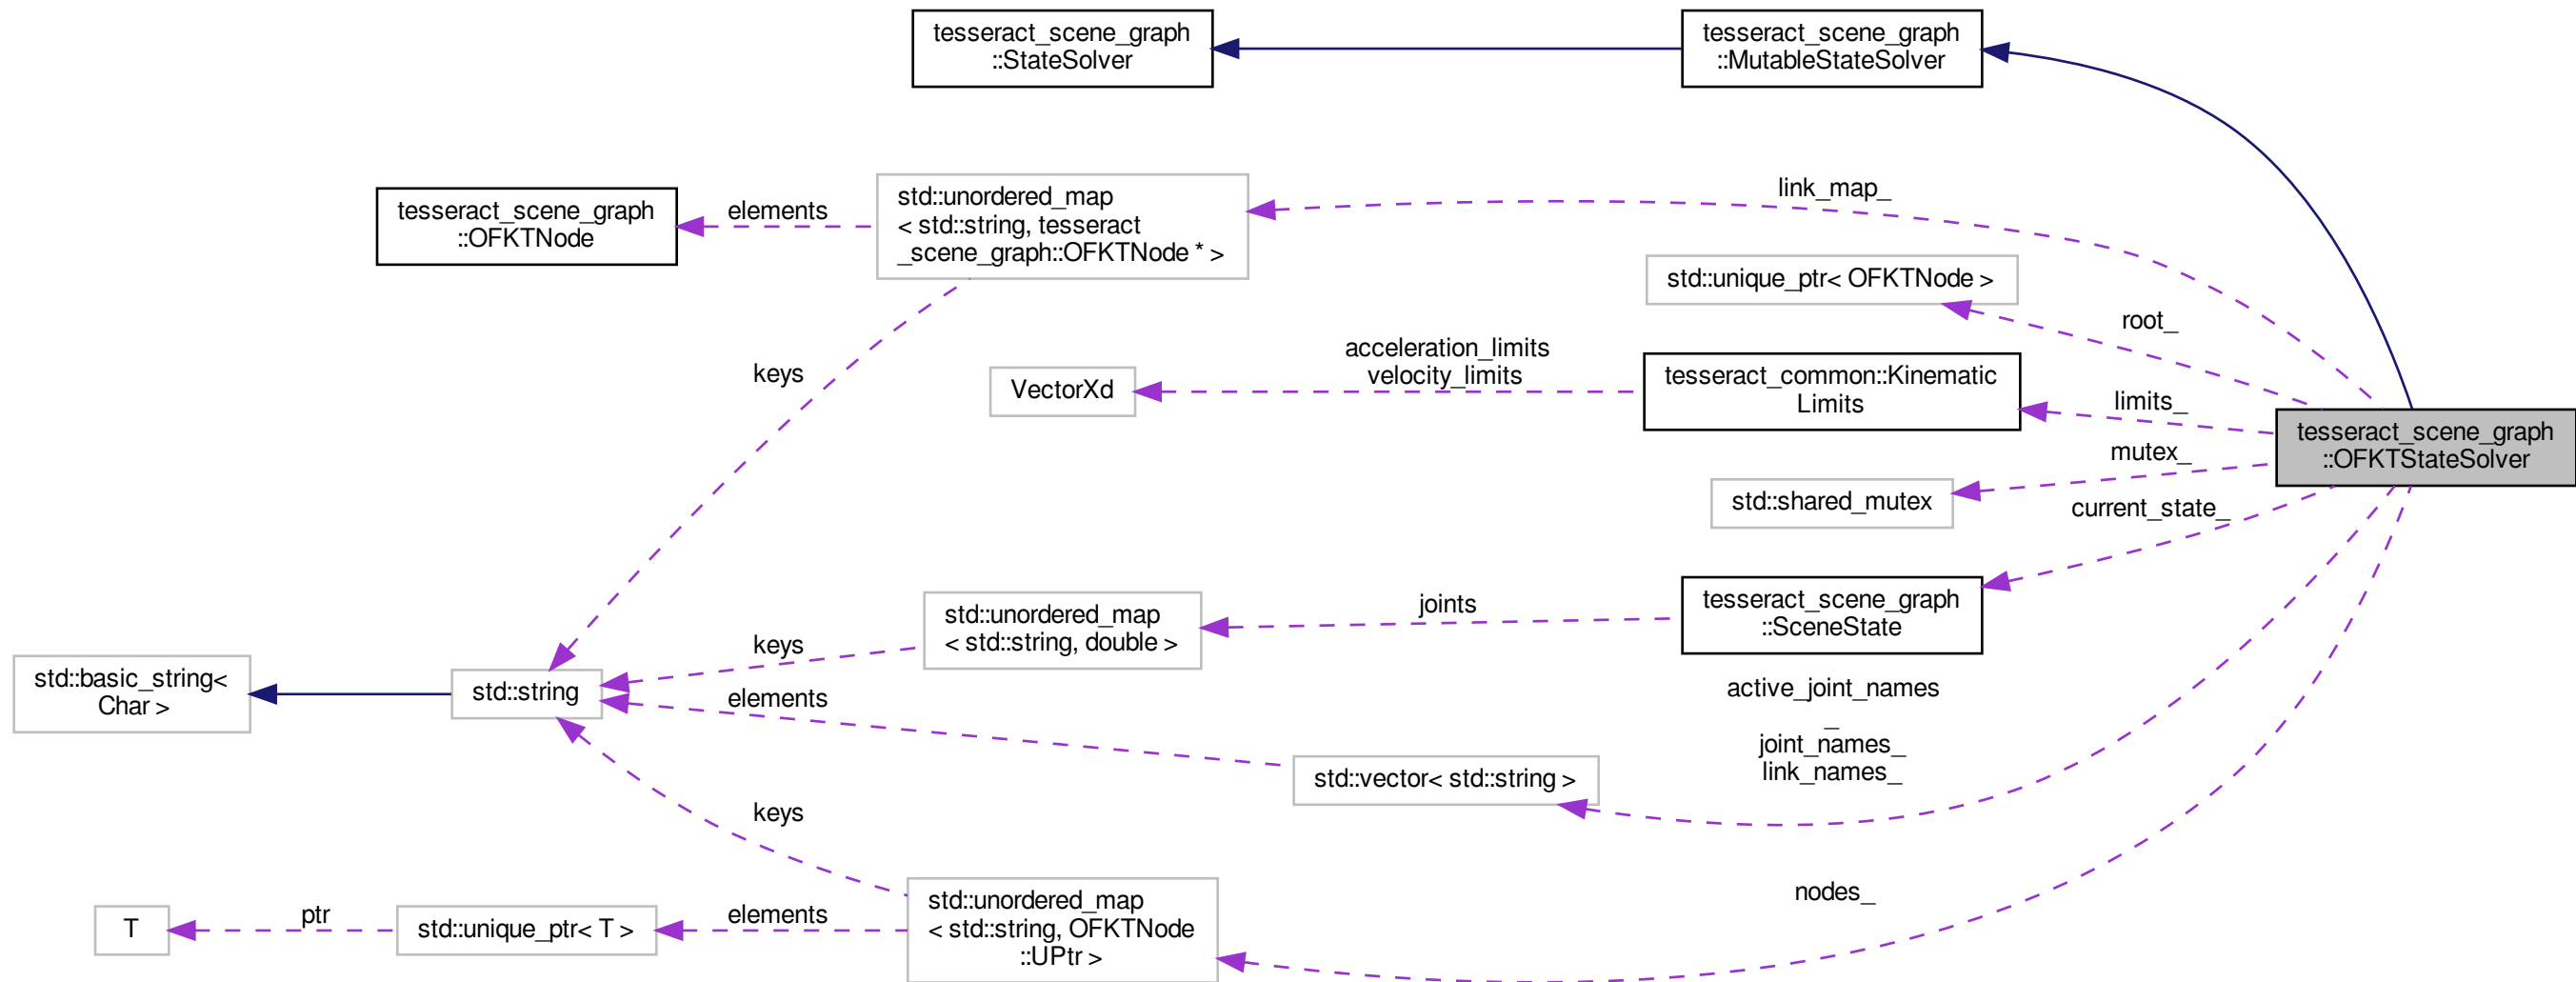 tesseract_scene_graph
::StateSolver
tesseract_scene_graph
::MutableStateSolver
tesseract_scene_graph
::OFKTNode
elements
std::unordered_map
< std::string, tesseract
_scene_graph::OFKTNode * >
link_map_
std::unique_ptr< OFKTNode >
root_
keys
VectorXd
acceleration_limits
velocity_limits
tesseract_common::Kinematic
Limits
limits_
tesseract_scene_graph
::OFKTStateSolver
mutex_
std::shared_mutex
current_state_
std::unordered_map
< std::string, double >
joints
tesseract_scene_graph
::SceneState
keys
std::basic_string<
Char >
std::string
elements
active_joint_names
_
joint_names_
link_names_
std::vector< std::string >
keys
nodes_
T
ptr
std::unique_ptr< T >
elements
std::unordered_map
< std::string, OFKTNode
::UPtr >